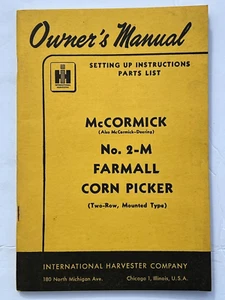 Owner's Manual
SETTING UP INSTRUCTIONS
PARTS LIST
IH
McCORMICK
(Also McCormick-Deering)
No. 2-M
FARMALL
CORN PICKER
(Two-Row, Mounted Type)
INTERNATIONAL HARVESTER COMPANY
180 North Michigan Ave. Chicago 1, Illinois, U.S.A.